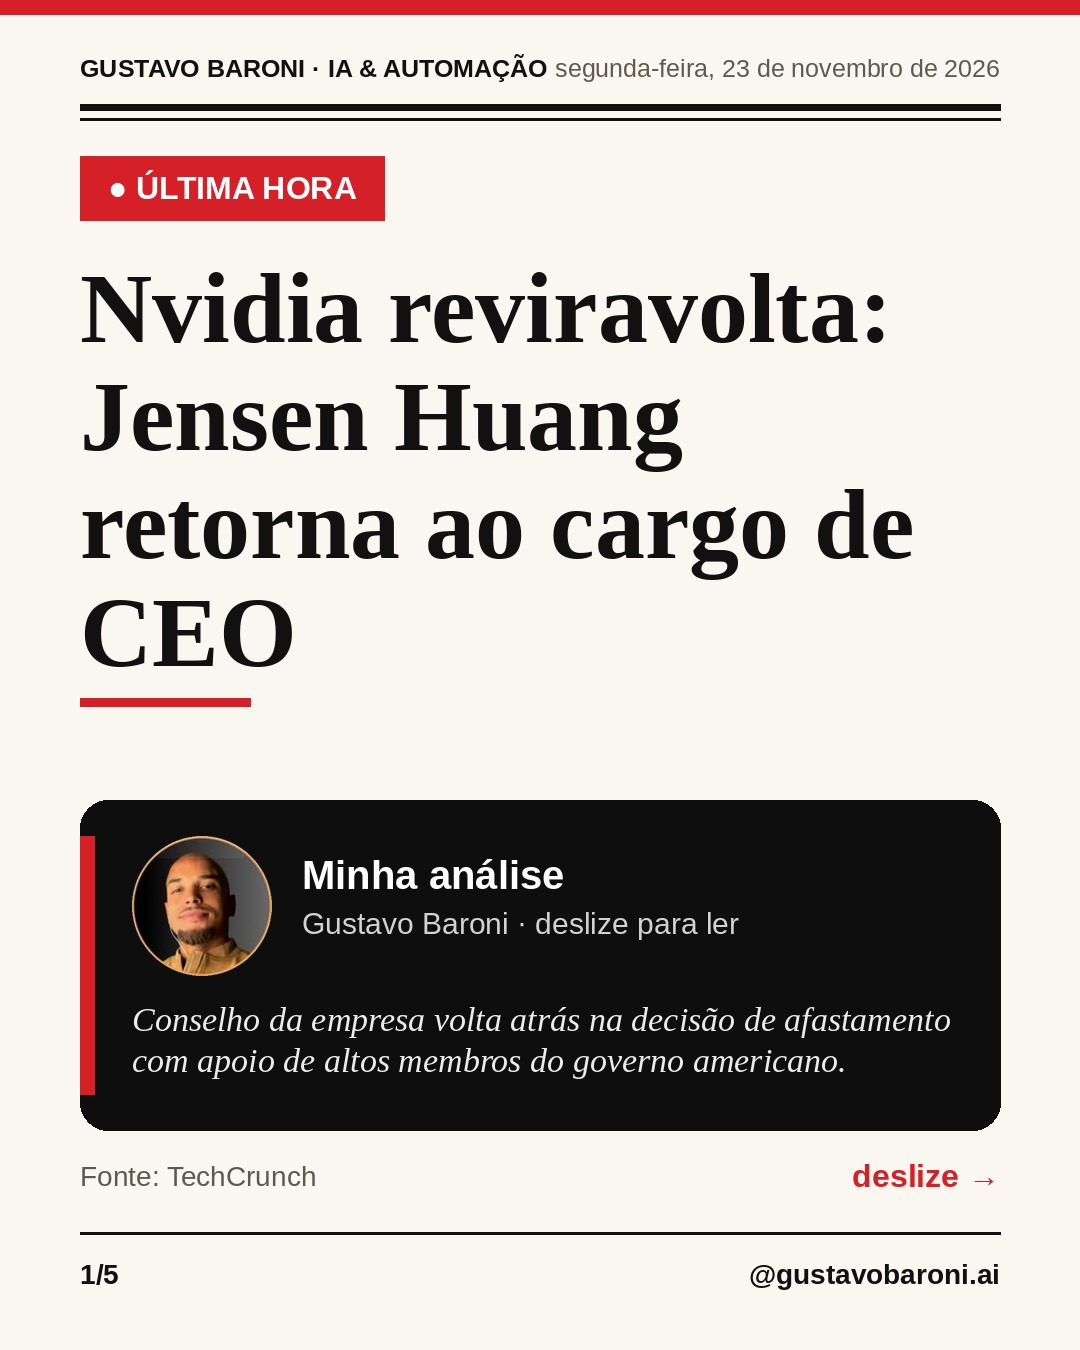 GUSTAVO BARONI · IA & AUTOMAÇÃO segunda-feira, 23 de novembro de 2026
● ÚLTIMA HORA
Nvidia reviravolta:
Jensen Huang
retorna ao cargo de
CEO
Minha análise
Gustavo Baroni · deslize para ler
Conselho da empresa volta atrás na decisão de afastamento
com apoio de altos membros do governo americano.
Fonte: TechCrunch deslize →
1/5 @gustavobaroni.ai